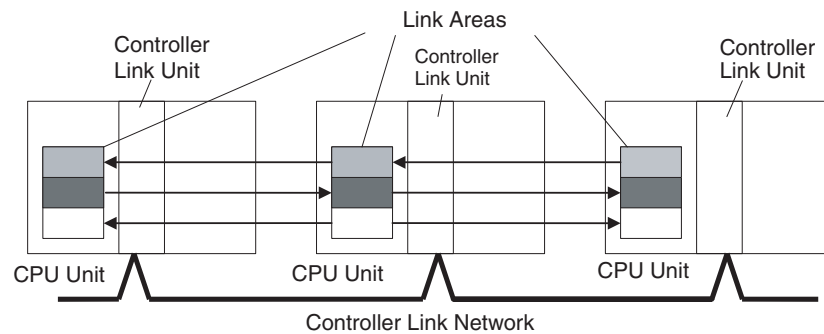 Link Areas
Controller
Link Unit
Controller
Link Unit
Controller
Link Unit
CPU Unit
CPU Unit
CPU Unit
Controller Link Network